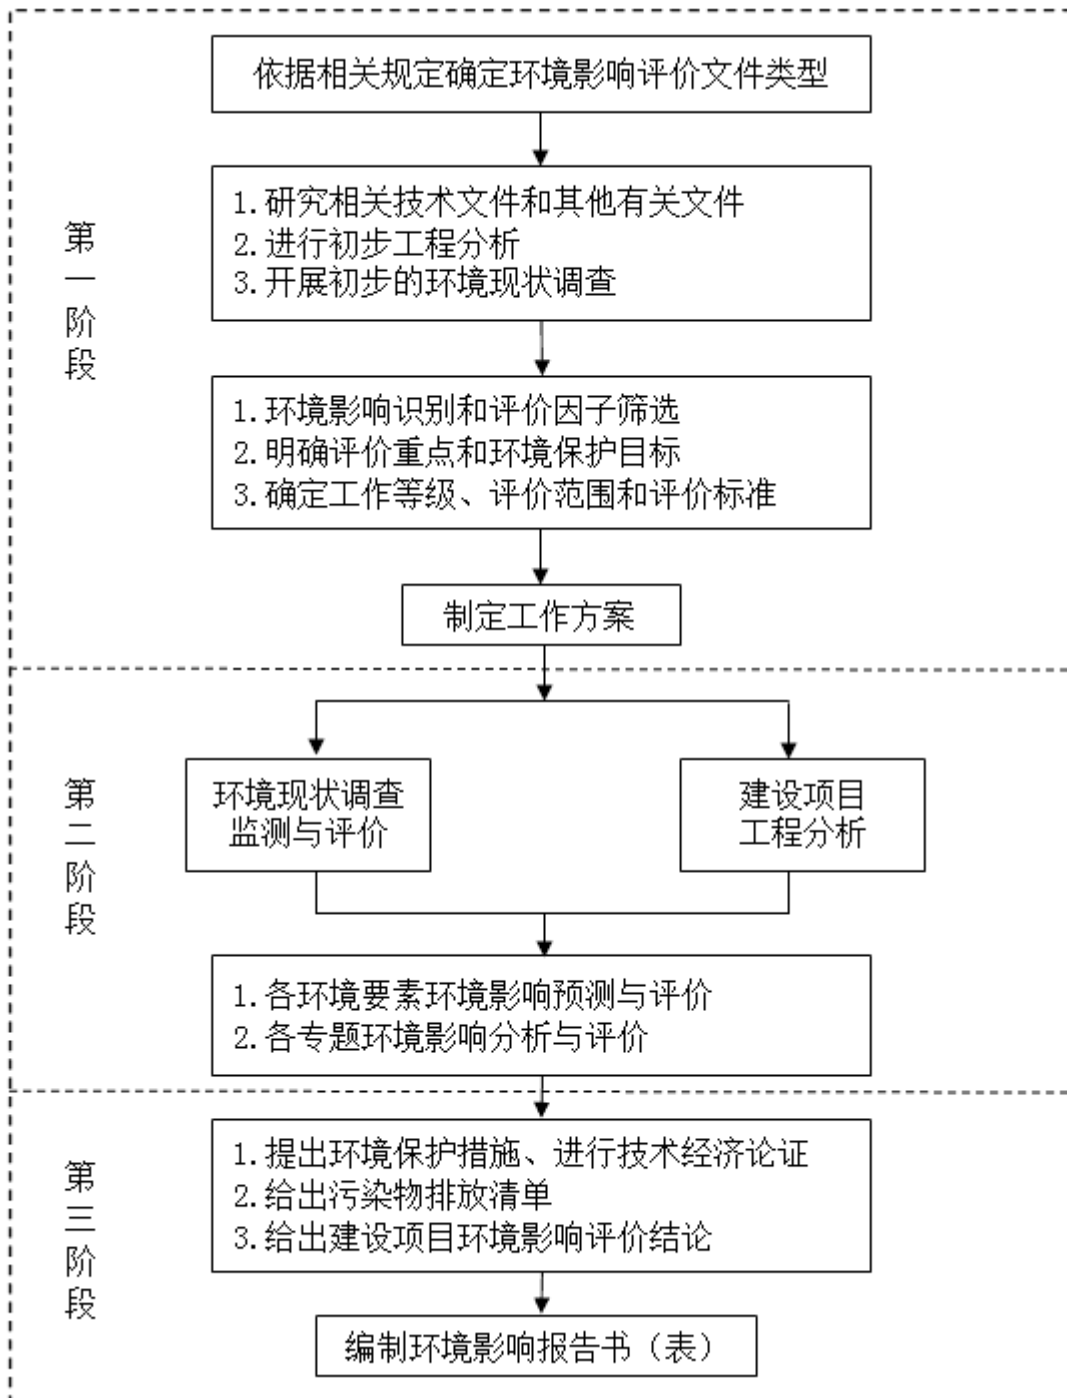 依据相关规定确定环境影响评价文件类型
第一阶段
1.研究相关技术文件和其他有关文件
2.进行初步工程分析
3.开展初步的环境现状调查
1.环境影响识别和评价因子筛选
2.明确评价重点和环境保护目标
3.确定工作等级、评价范围和评价标准
制定工作方案
第二阶段
环境现状调查
监测与评价
建设项目
工程分析
1.各环境要素环境影响预测与评价
2.各专题环境影响分析与评价
第三阶段
1.提出环境保护措施、进行技术经济论证
2.给出污染物排放清单
3.给出建设项目环境影响评价结论
编制环境影响报告书（表）